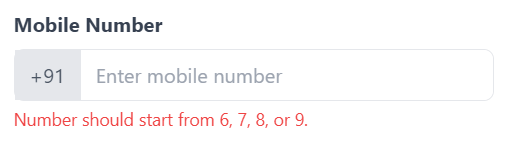 Mobile Number
+91 Enter mobile number
Number should start from 6, 7, 8, or 9.